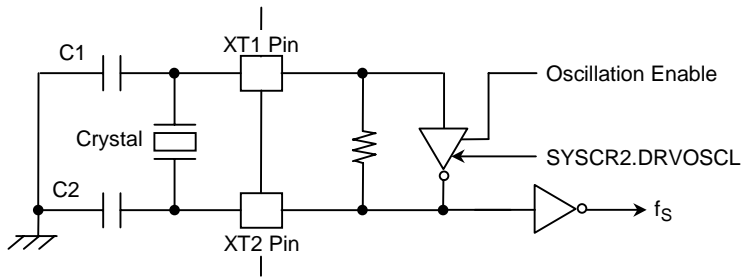 C1
XT1 Pin
Oscillation Enable
Crystal
SYSCR2.DRVOSCL
C2
fS
XT2 Pin